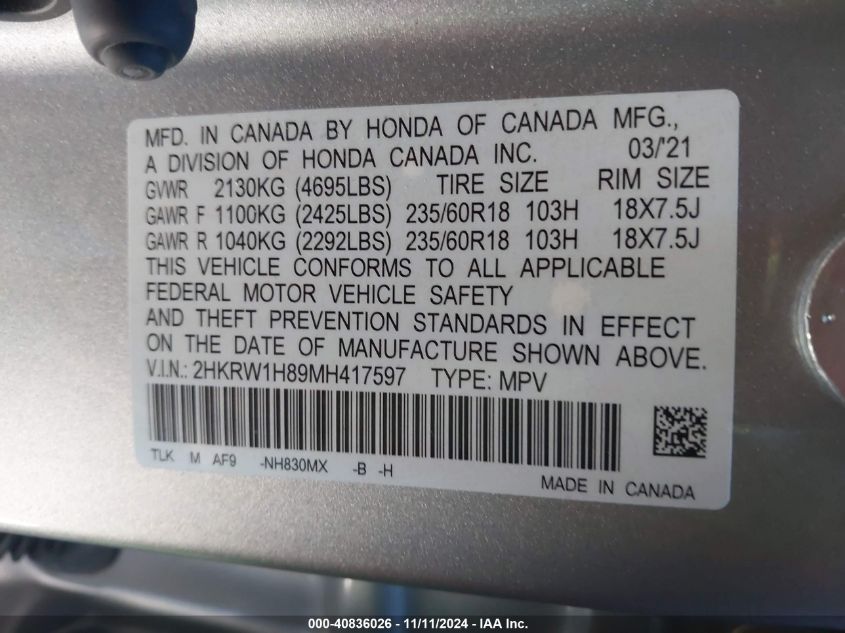 MFD. IN CANADA BY HONDA OF CANADA MFG.,
A DIVISION OF HONDA CANADA INC. 03/'21
GVWR 2130KG (4695LBS) TIRE SIZE RIM SIZE
GAWR F 1100KG (2425LBS) 235/60R18 103H 18X7.5J
GAWR R 1040KG (2292LBS) 235/60R18 103H 18X7.5J
THIS VEHICLE CONFORMS TO ALL APPLICABLE
FEDERAL MOTOR VEHICLE SAFETY
AND THEFT PREVENTION STANDARDS IN EFFECT
ON THE DATE OF MANUFACTURE SHOWN ABOVE.
V.I.N.: 2HKRW1H89MH417597 TYPE: MPV
TLK M AF9 -NH830MX -B -H
MADE IN CANADA
000-40836026 - 11/11/2024 - IAA Inc.